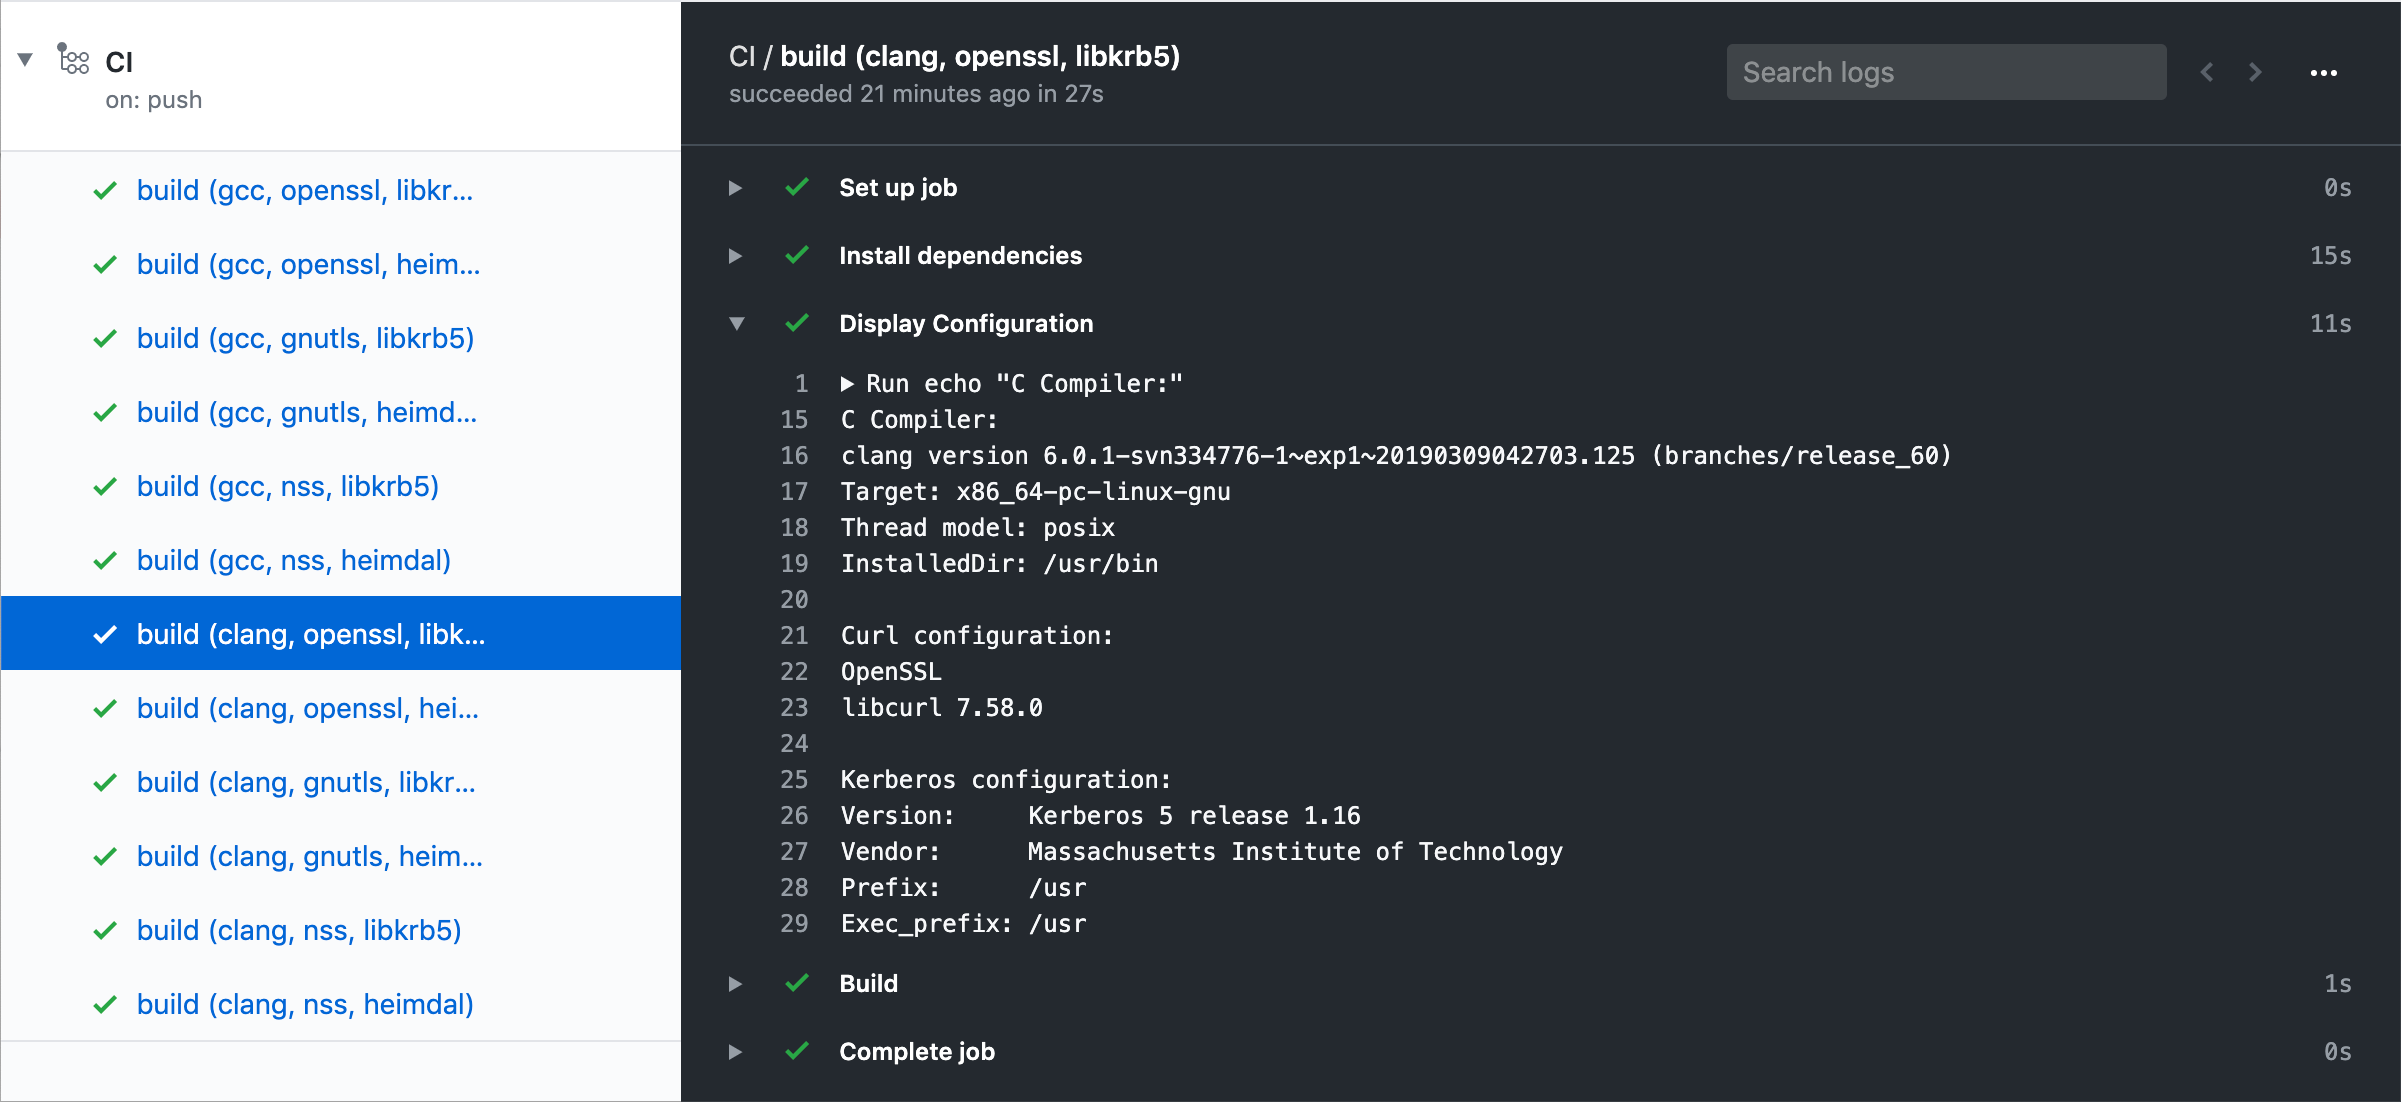 CI
on: push
build (gcc, openssl, libkr...
build (gcc, openssl, heim...
build (gcc, gnutls, libkrb5)
build (gcc, gnutls, heimd...
build (gcc, nss, libkrb5)
build (gcc, nss, heimdal)
build (clang, openssl, libk...
build (clang, openssl, hei...
build (clang, gnutls, libkr...
build (clang, gnutls, heim...
build (clang, nss, libkrb5)
build (clang, nss, heimdal)
CI / build (clang, openssl, libkrb5)
succeeded 21 minutes ago in 27s
Search logs
Set up job 0s
Install dependencies 15s
Display Configuration 11s
1 Run echo "C Compiler:"
15 C Compiler:
16 clang version 6.0.1-svn334776-1~exp1~20190309042703.125 (branches/release_60)
17 Target: x86_64-pc-linux-gnu
18 Thread model: posix
19 InstalledDir: /usr/bin
20
21 Curl configuration:
22 OpenSSL
23 libcurl 7.58.0
24
25 Kerberos configuration:
26 Version: Kerberos 5 release 1.16
27 Vendor: Massachusetts Institute of Technology
28 Prefix: /usr
29 Exec_prefix: /usr
Build 1s
Complete job 0s